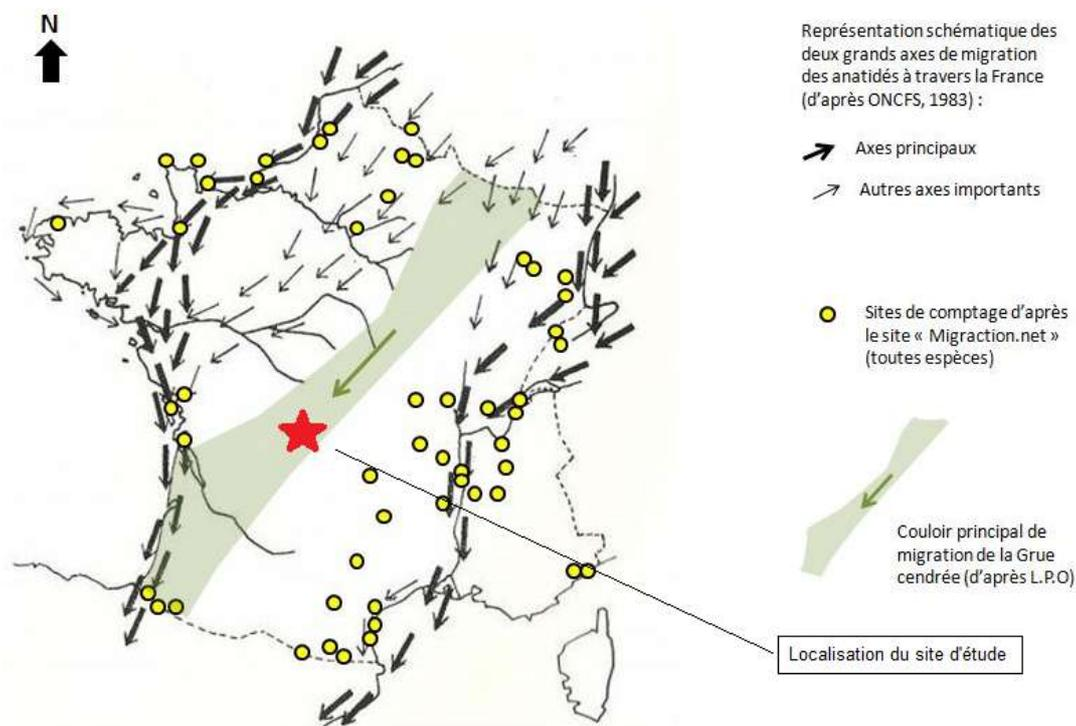 N
Représentation schématique des
deux grands axes de migration
des anatidés à travers la France
(d'après ONCFS, 1983) :
Axes principaux
Autres axes importants
Sites de comptage d'après
le site « Migraction.net »
(toutes espèces)
Couloir principal de
migration de la Grue
cendrée (d'après L.P.O)
Localisation du site d'étude